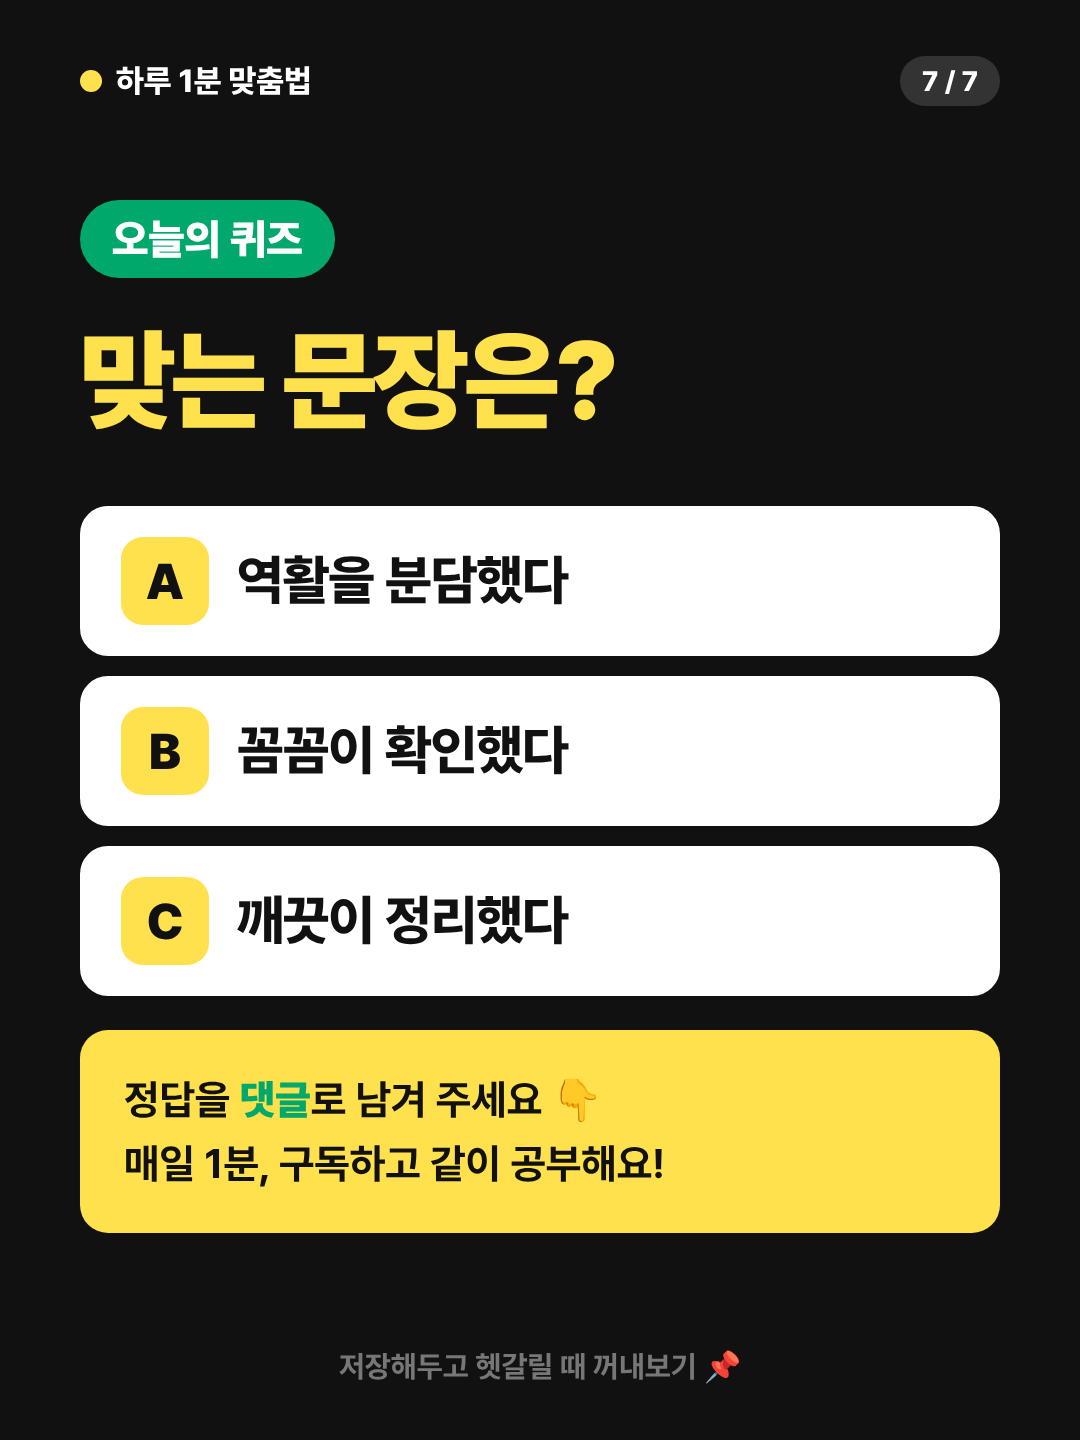 하루 1분 맞춤법
7 / 7
오늘의 퀴즈
맞는 문장은?
A 역활을 분담했다
B 꼼꼼이 확인했다
C 깨끗이 정리했다
정답을 댓글로 남겨 주세요 👇
매일 1분, 구독하고 같이 공부해요!
저장해두고 헷갈릴 때 꺼내보기 📌